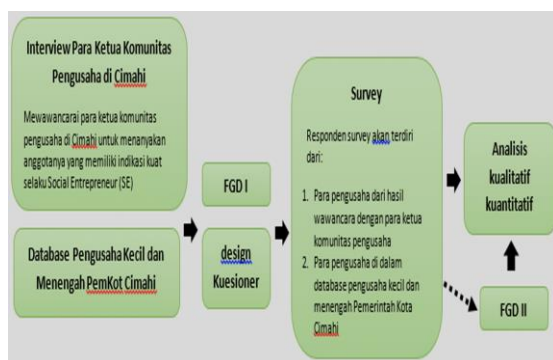 Interview Para Ketua Komunitas
Pengusaha di Cimahi
Mewawancarai para ketua komunitas
pengusaha di Cimahi untuk menanyakan
anggotanya yang memiliki indikasi kuat
selaku Social Entrepreneur (SE)
Database Pengusaha Kecil dan
Menengah PemKot Cimahi
FGD I
design
Kuesioner
Survey
Responden survey akan terdiri
dari:
1. Para pengusaha dari hasil
wawancara dengan para ketua
komunitas pengusaha
2. Para pengusaha di dalam
database pengusaha kecil dan
menengah Pemerintah Kota
Cimahi
Analisis
kualitatif
kuantitatif
FGD II